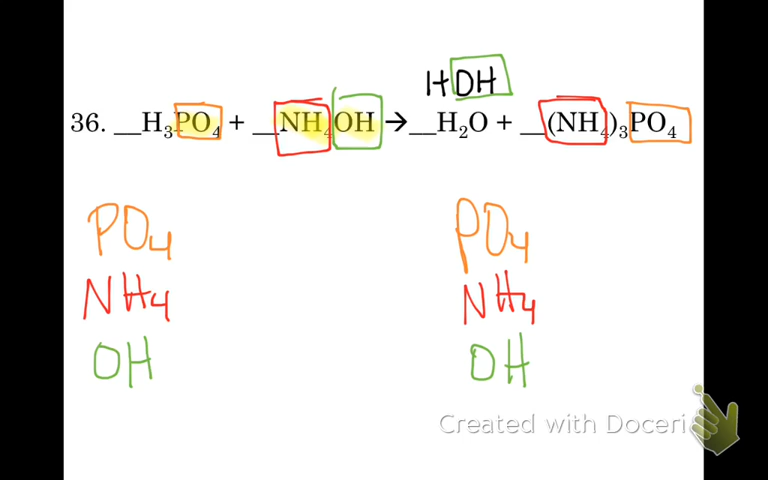 HOH
36. __H₃PO₄ + __NH₄OH → __H₂O + __(NH₄)₃PO₄
PO₄ PO₄
NH₄ NH₄
OH OH
Created with Doceri